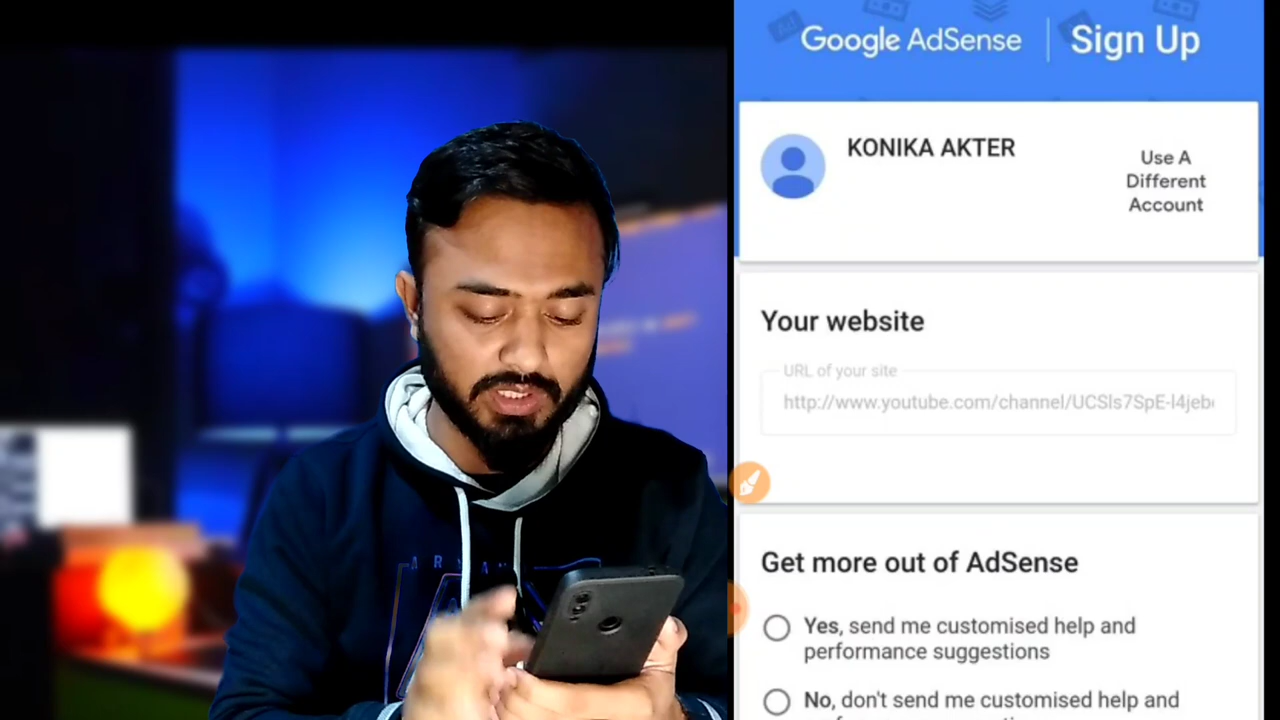 Google AdSense | Sign Up
KONIKA AKTER
Use A
Different
Account
Your website
URL of your site
http://www.youtube.com/channel/UCSls7SpE-l4jeb
Get more out of AdSense
Yes, send me customised help and
performance suggestions
No, don't send me customised help and